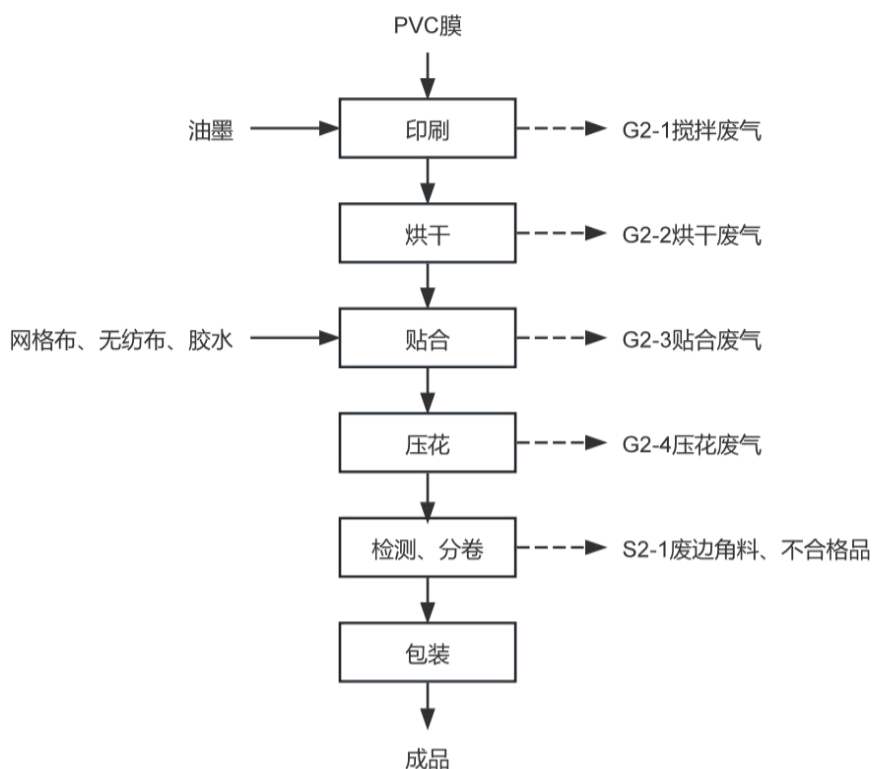 PVC膜
油墨
印刷
G2-1搅拌废气
烘干
G2-2烘干废气
网格布、无纺布、胶水
贴合
G2-3贴合废气
压花
G2-4压花废气
检测、分卷
S2-1废边角料、不合格品
包装
成品